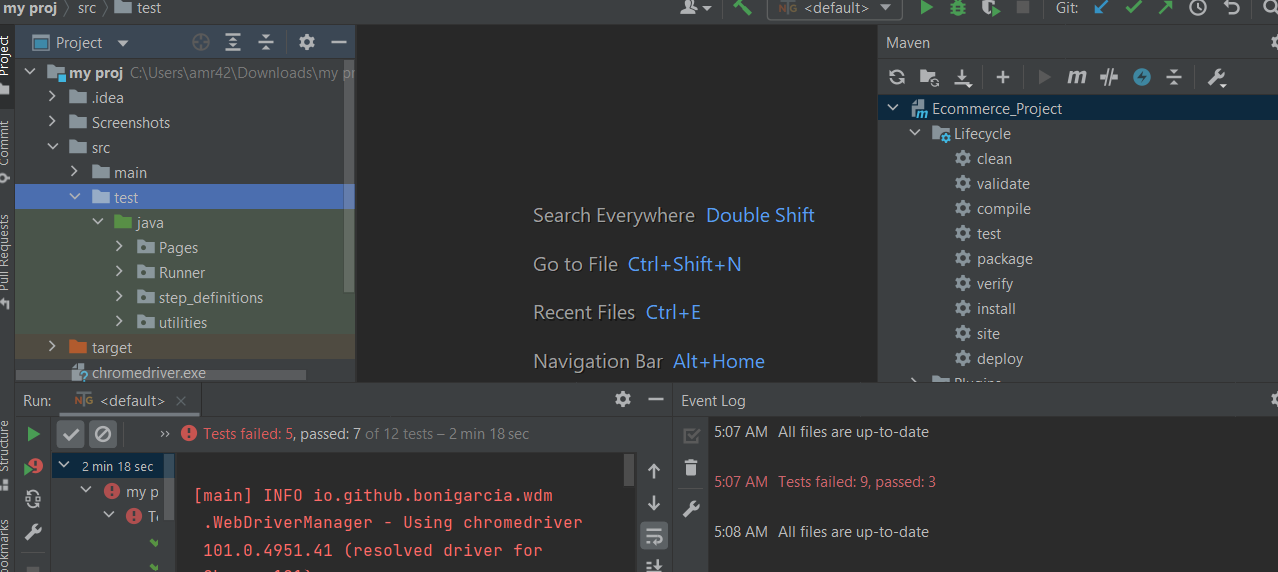 my proj
src
test
<default>
Git:
Project
Project
Commit
Pull Requests
Structure
my proj C:\Users\amr42\Downloads\my pr
.idea
Screenshots
src
main
test
java
Pages
Runner
step_definitions
utilities
target
chromedriver.exe
Search Everywhere Double Shift
Go to File Ctrl+Shift+N
Recent Files Ctrl+E
Navigation Bar Alt+Home
Maven
m
Ecommerce_Project
Lifecycle
clean
validate
compile
test
package
verify
install
site
deploy
Run:
NG <default>
Tests failed: 5, passed: 7 of 12 tests – 2 min 18 sec
2 min 18 sec
my p
[main] INFO io.github.bonigarcia.wdm
.WebDriverManager - Using chromedriver
101.0.4951.41 (resolved driver for
Event Log
5:07 AM All files are up-to-date
5:07 AM Tests failed: 9, passed: 3
5:08 AM All files are up-to-date